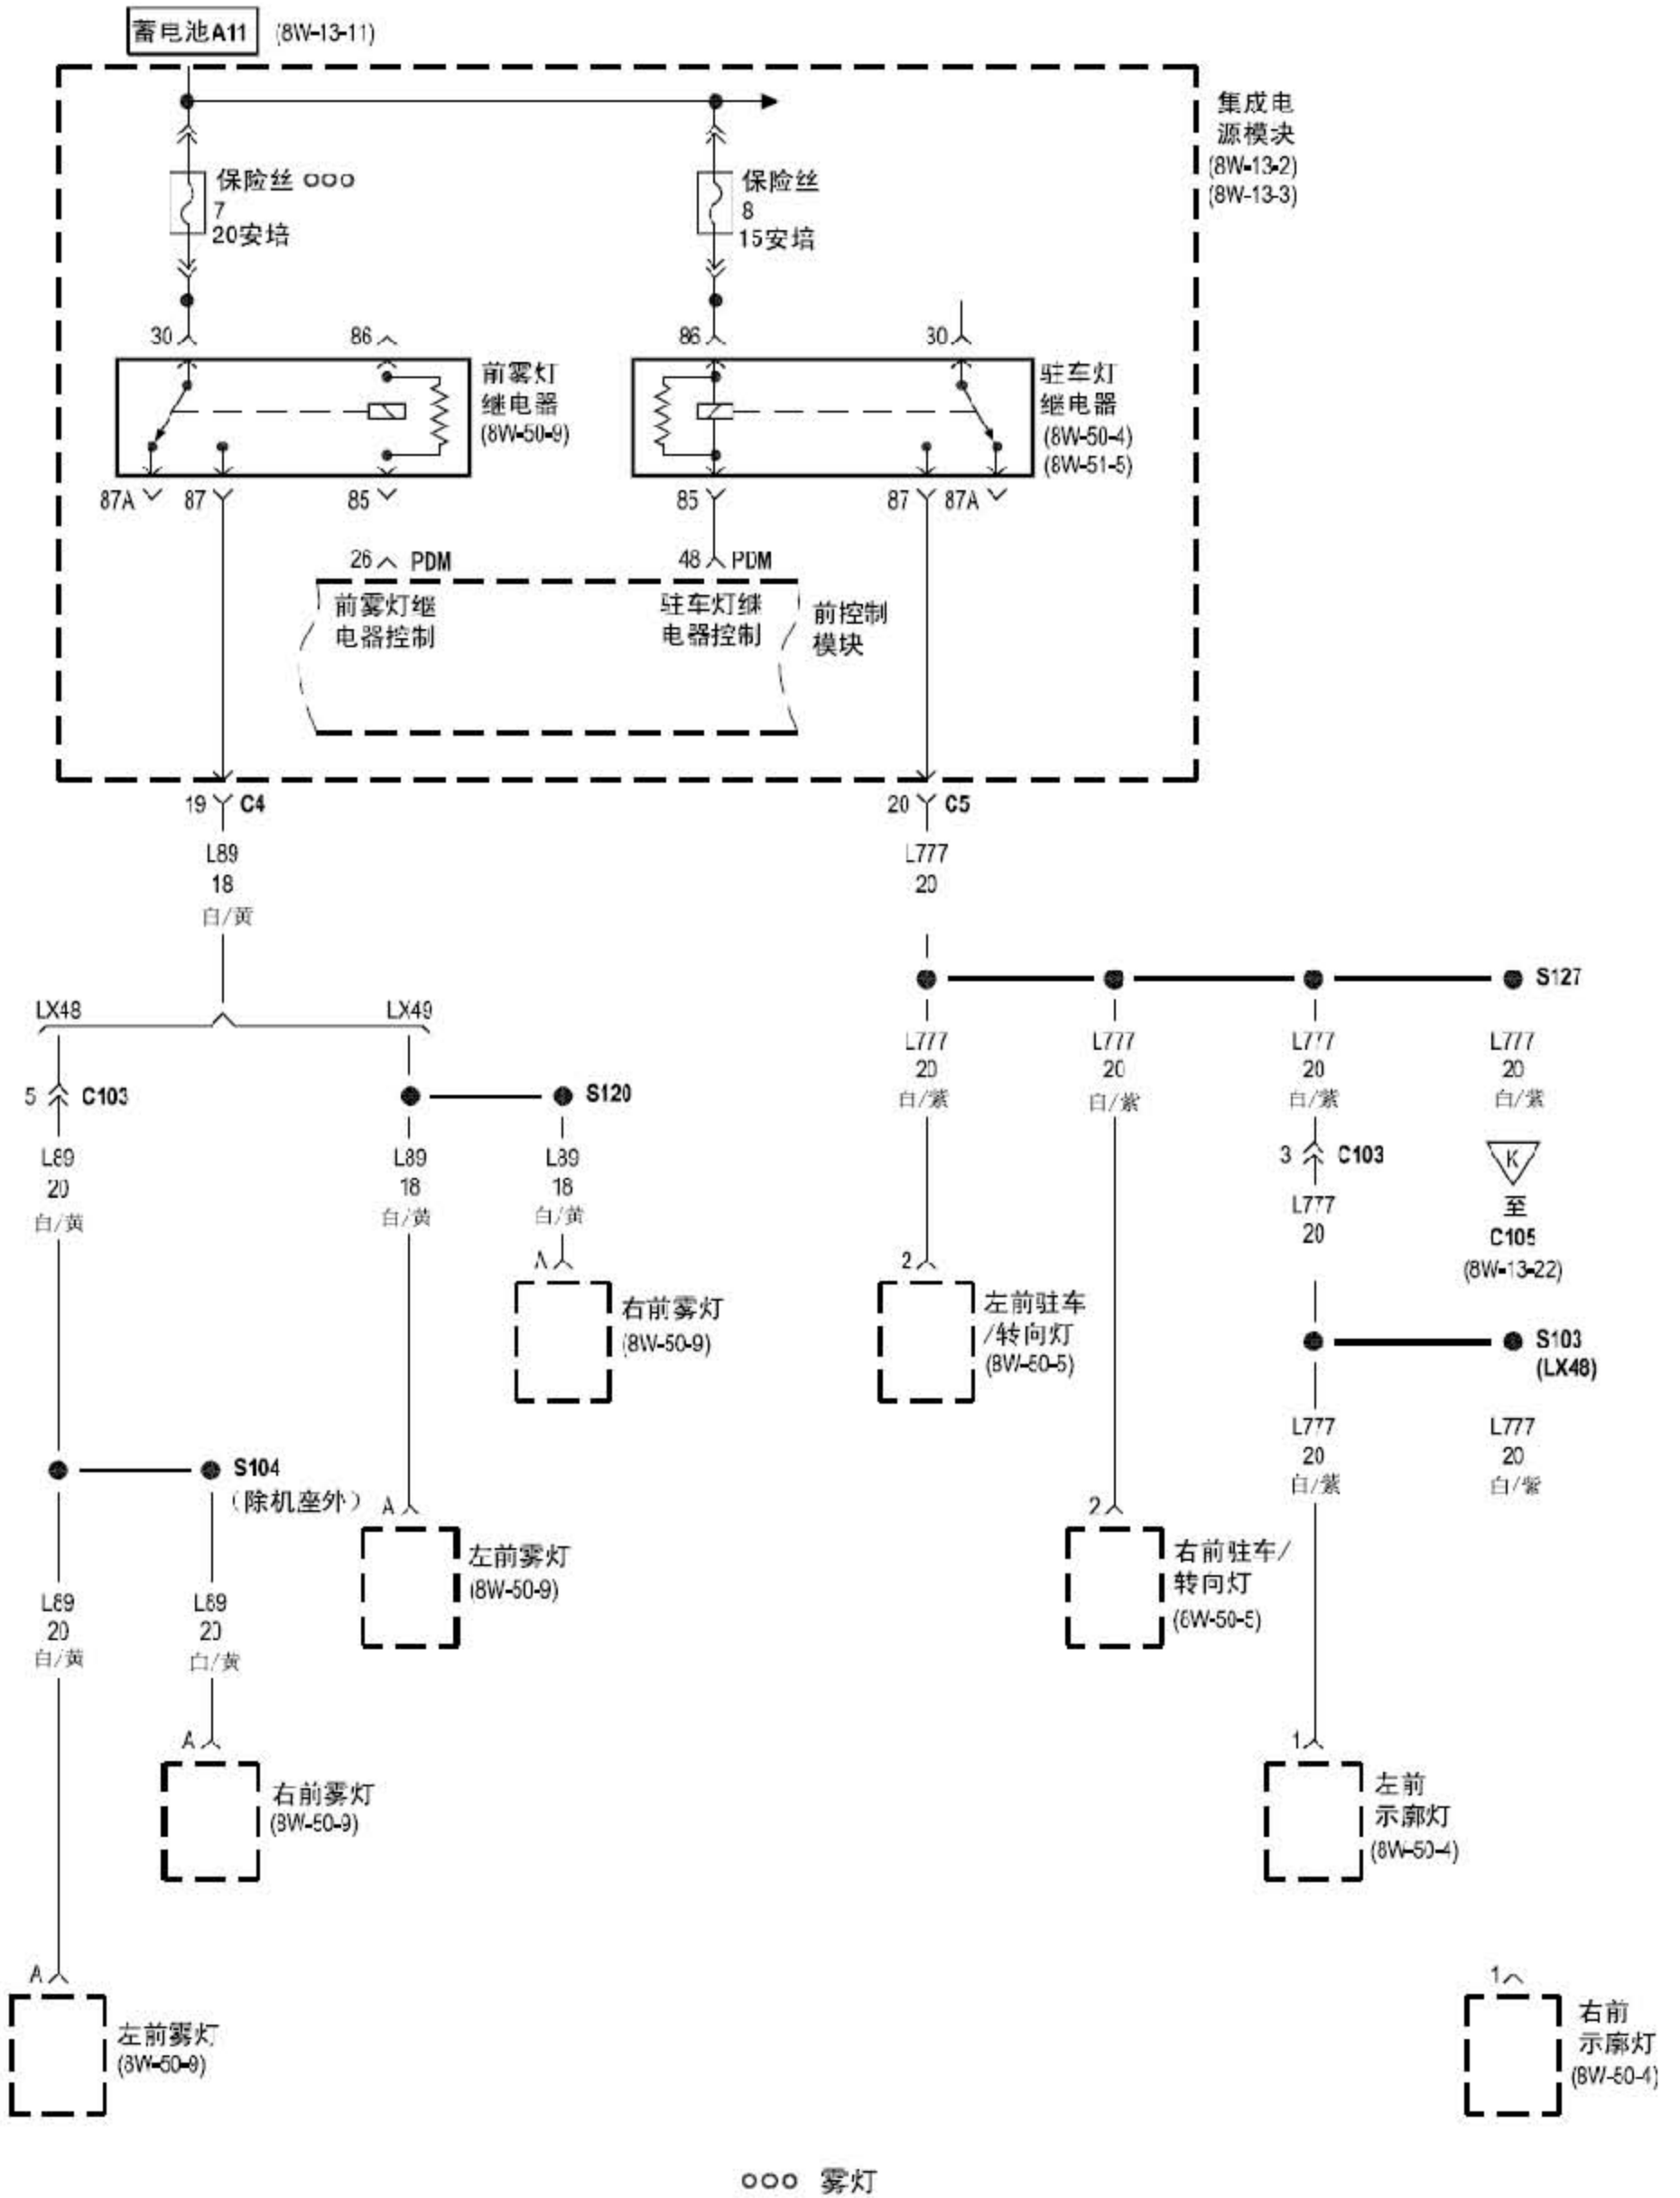 蓄电池A11 (8W-13-11)
集成电
源模块
(8W-13-2)
(8W-13-3)
保险丝 ooo
7
20安培
保险丝
8
15安培
30
86
86
30
前雾灯
继电器
(8W-50-9)
驻车灯
继电器
(8W-50-4)
(8W-51-5)
87A
87
85
85
87
87A
26
PDM
48
PDM
前雾灯继
电器控制
驻车灯继
电器控制
前控制
模块
19
C4
20
C5
L89
18
白/黄
L777
20
S127
LX48
LX49
L777
20
白/紫
L777
20
白/紫
L777
20
白/紫
L777
20
白/紫
5
C103
S120
L89
20
白/黄
L89
18
白/黄
L89
18
白/黄
3
C103
K
至
C105
(8W-13-22)
L777
20
A
右前雾灯
(8W-50-9)
2
左前驻车
/转向灯
(8W-50-5)
S103
(LX48)
L777
20
白/紫
L777
20
白/紫
S104
（除机座外）
A
左前雾灯
(8W-50-9)
2
右前驻车/
转向灯
(8W-50-5)
L89
20
白/黄
L89
20
白/黄
A
右前雾灯
(8W-50-9)
1
左前
示廓灯
(8W-50-4)
A
左前雾灯
(8W-50-9)
1
右前
示廓灯
(8W-50-4)
ooo 雾灯